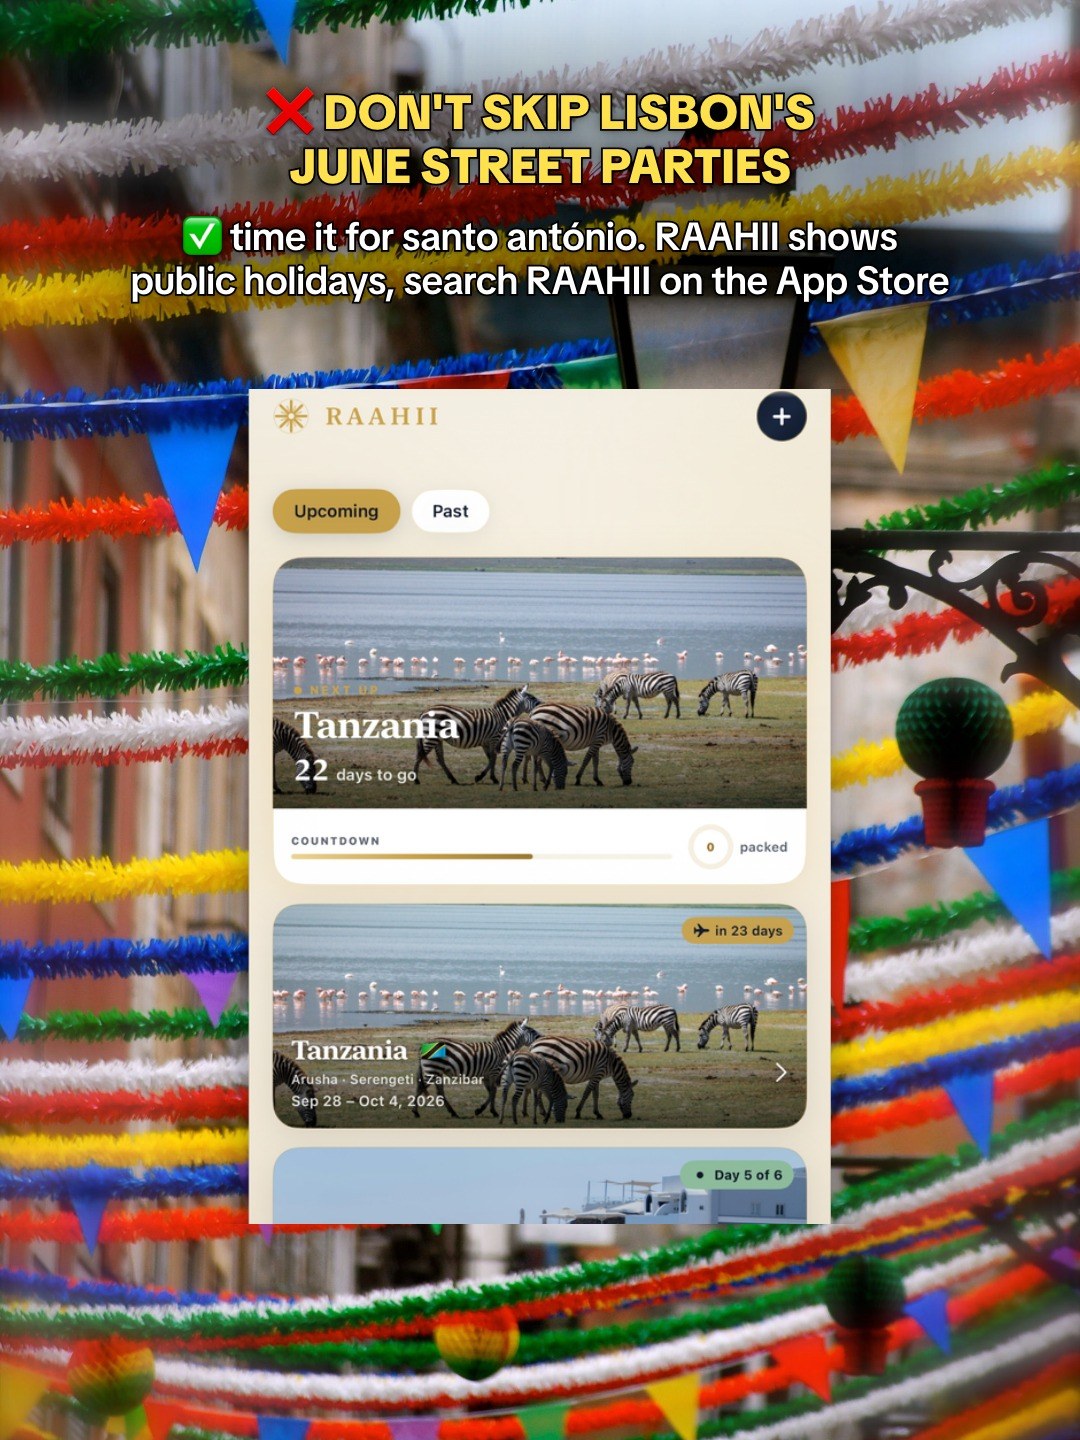 ❌ DON'T SKIP LISBON'S
JUNE STREET PARTIES
✅ time it for santo antónio. RAAHII shows
public holidays, search RAAHII on the App Store
RAAHII
+
Upcoming
Past
NEXT UP
Tanzania
22 days to go
COUNTDOWN
0 packed
in 23 days
Tanzania 🇹🇿
Arusha · Serengeti · Zanzibar
Sep 28 – Oct 4, 2026
Day 5 of 6